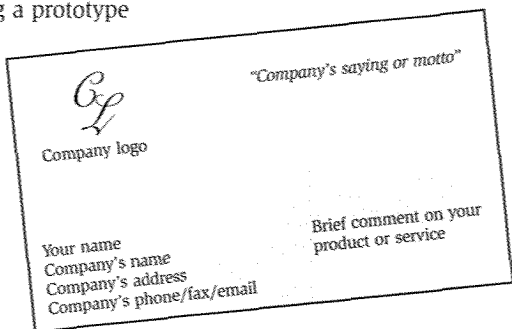 g a prototype
"Company's saying or motto"
CL
Company logo
Brief comment on your
product or service
Your name
Company's name
Company's address
Company's phone/fax/email